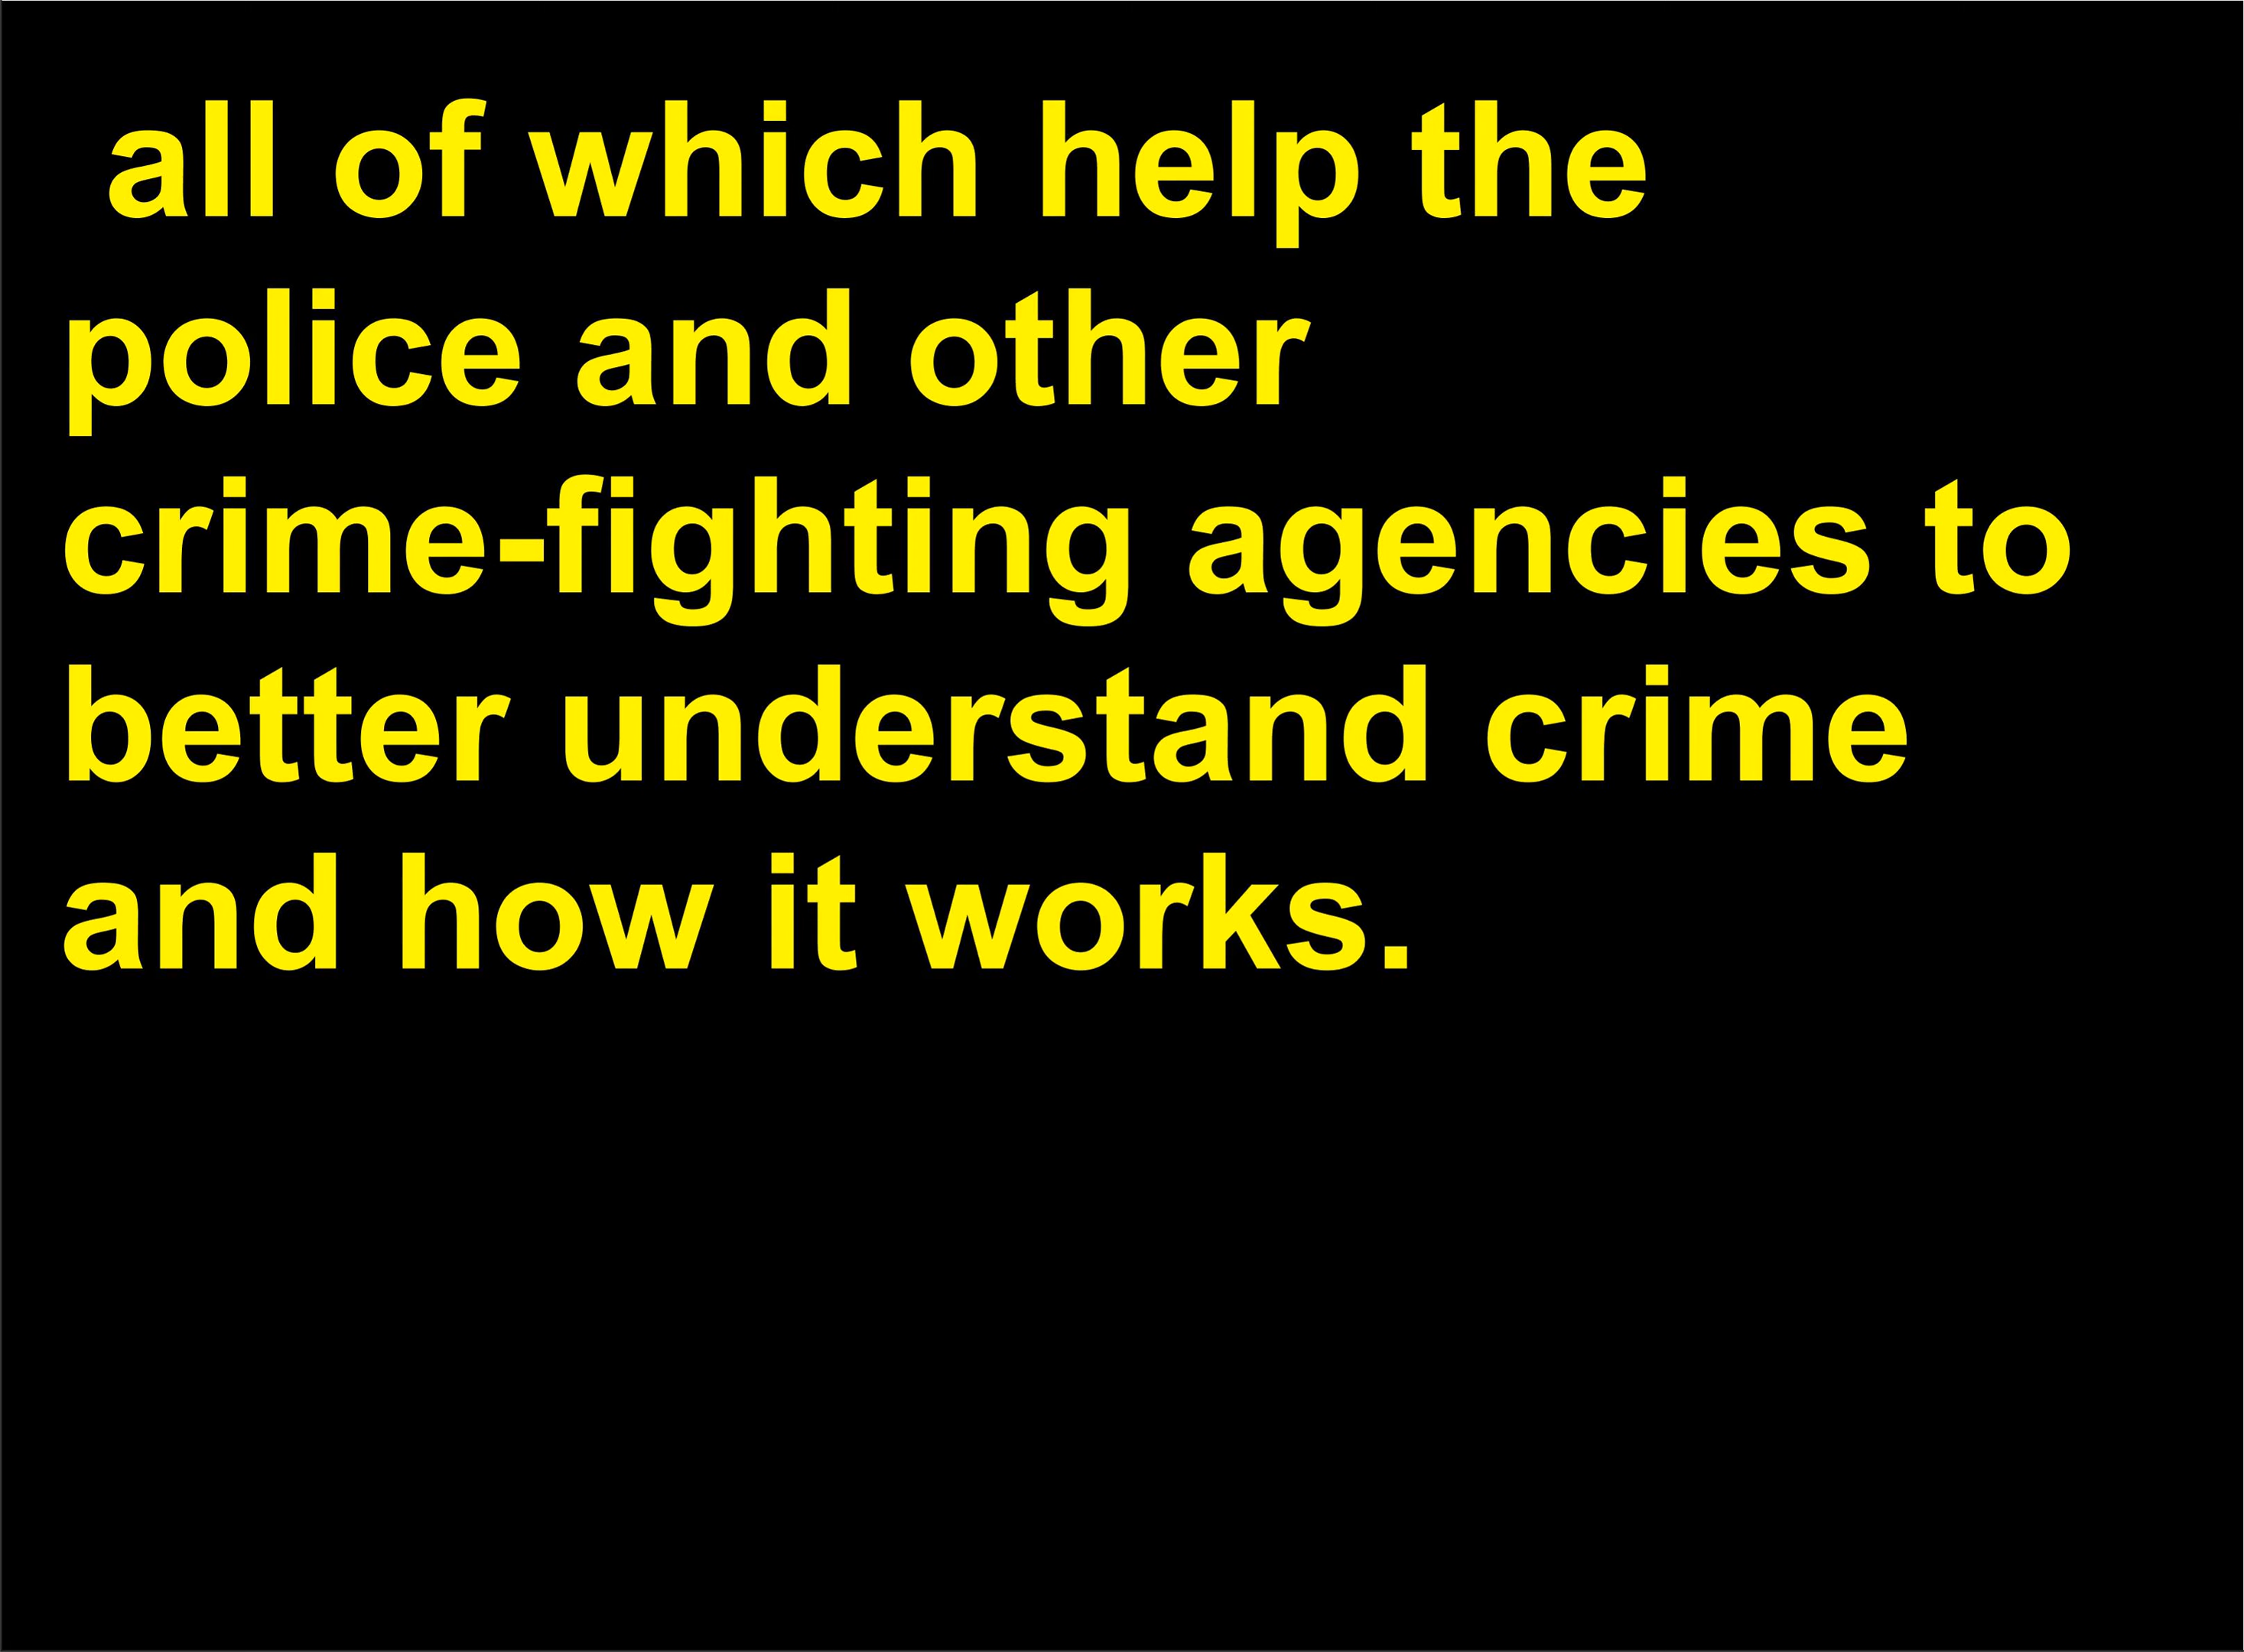 all of which help the
police and other
crime-fighting agencies to
better understand crime
and how it works.